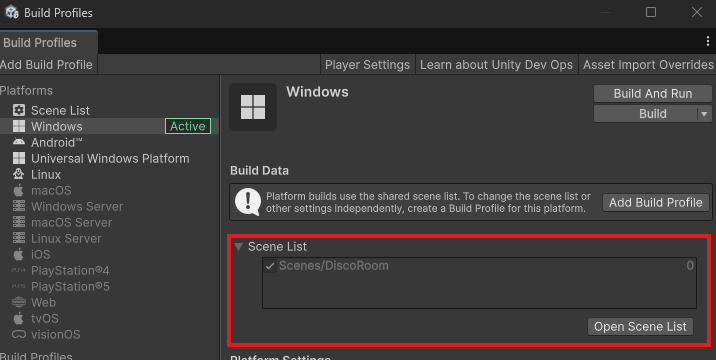 Build Profiles
Build Profiles
Add Build Profile
Player Settings
Learn about Unity Dev Ops
Asset Import Overrides
Platforms
Scene List
Windows
Active
Android™
Universal Windows Platform
Linux
macOS
Windows Server
macOS Server
Linux Server
iOS
PlayStation®4
PlayStation®5
Web
tvOS
visionOS
Build Profiles
Windows
Build And Run
Build
Build Data
Platform builds use the shared scene list. To change the scene list or
other settings independently, create a Build Profile for this platform.
Add Build Profile
Scene List
Scenes/DiscoRoom 0
Open Scene List
Platform Settings